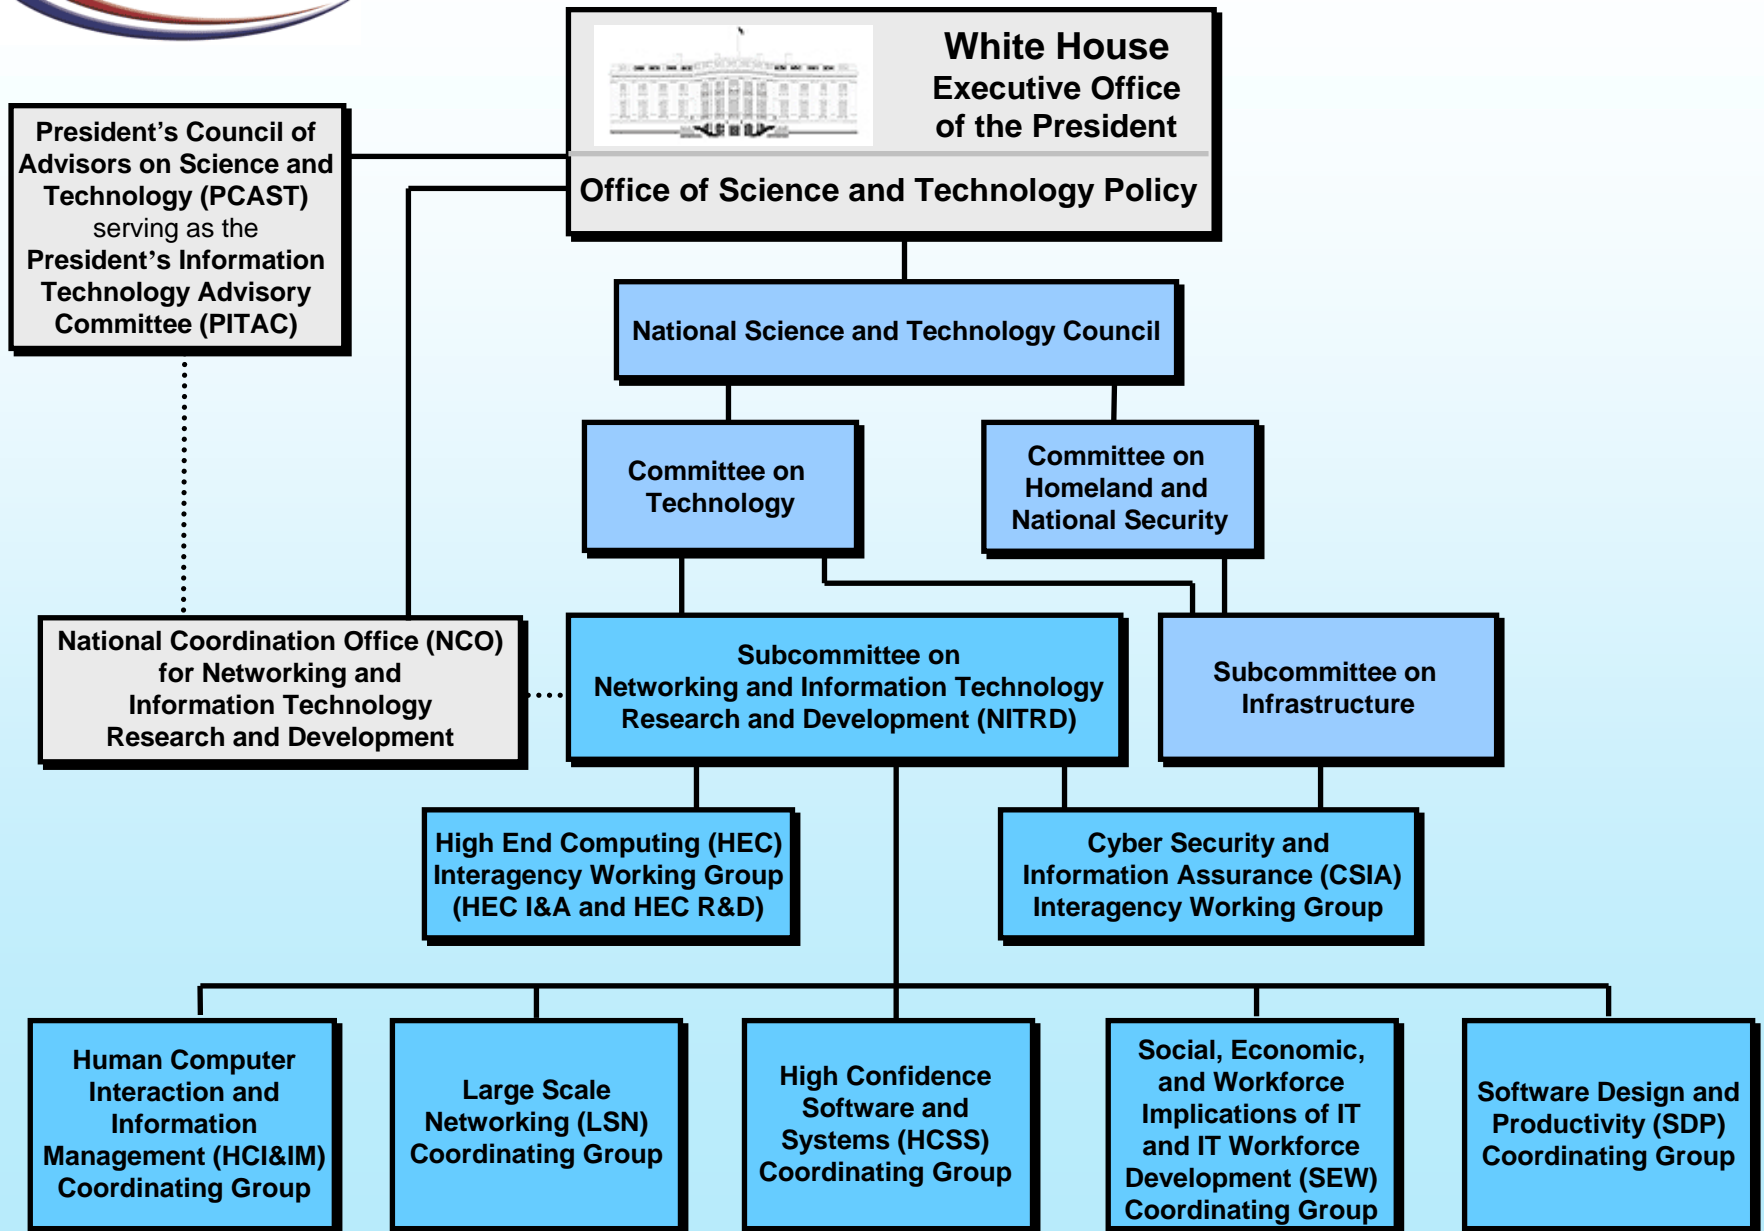 White House
Executive Office
of the President
Office of Science and Technology Policy
President’s Council of
Advisors on Science and
Technology (PCAST)
serving as the
President’s Information
Technology Advisory
Committee (PITAC)
National Science and Technology Council
Committee on
Technology
Committee on
Homeland and
National Security
National Coordination Office (NCO)
for Networking and
Information Technology
Research and Development
Subcommittee on
Networking and Information Technology
Research and Development (NITRD)
Subcommittee on
Infrastructure
High End Computing (HEC)
Interagency Working Group
(HEC I&A and HEC R&D)
Cyber Security and
Information Assurance (CSIA)
Interagency Working Group
Human Computer
Interaction and
Information
Management (HCI&IM)
Coordinating Group
Large Scale
Networking (LSN)
Coordinating Group
High Confidence
Software and
Systems (HCSS)
Coordinating Group
Social, Economic,
and Workforce
Implications of IT
and IT Workforce
Development (SEW)
Coordinating Group
Software Design and
Productivity (SDP)
Coordinating Group